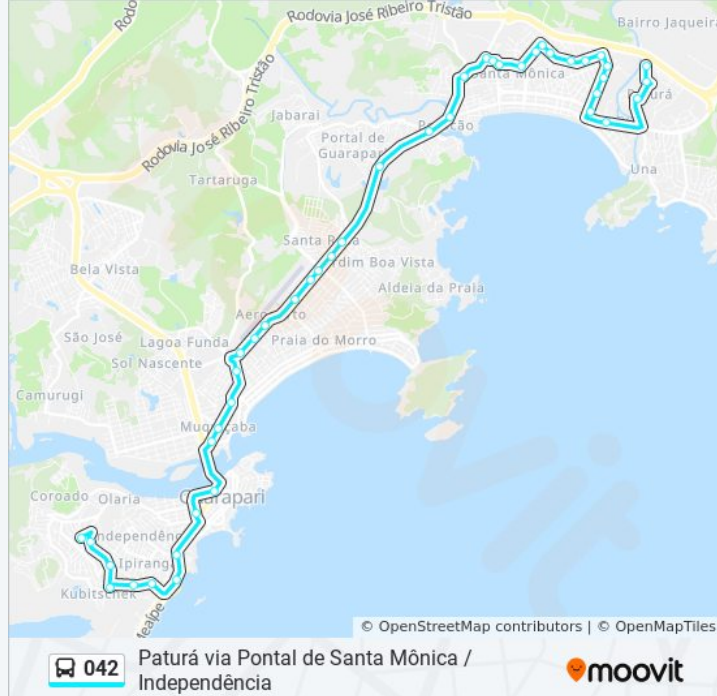 Rodovia José Ribeiro Tristão
Bairro Jaqueira
Santa Mônica
Jabarai
Portal de
Guarapari
Rodovia José Ribeiro Tristão
Tartaruga
Una
Santa Rosa
Jardim Boa Vista
Bela Vista
Aldeia da Praia
Aeroporto
São José
Lagoa Funda
Praia do Morro
Sol Nascente
Camurugi
Muquiçaba
Coroado
Olaria
Guarapari
Independência
Ipiranga
Kubitschek
Meaípe
© OpenStreetMap contributors | © OpenMapTiles
042
Paturá via Pontal de Santa Mônica /
Independência
moovit